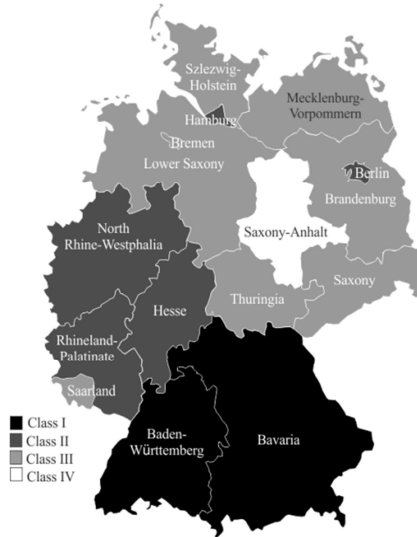 Szlezwig-
Holstein
Mecklenburg-
Vorpommern
Hamburg
Bremen
Lower Saxony
Berlin
Brandenburg
North
Rhine-Westphalia
Saxony-Anhalt
Saxony
Hesse
Thuringia
Rhineland-
Palatinate
Saarland
Class I
Class II
Class III
Class IV
Baden-
Württemberg
Bavaria